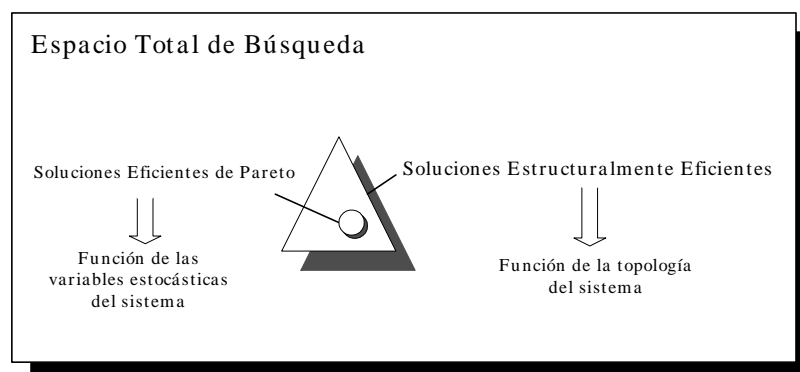 Espacio Total de Búsqueda
Soluciones Eficientes de Pareto
Soluciones Estructuralmente Eficientes
Función de las
variables estocásticas
del sistema
Función de la topología
del sistema